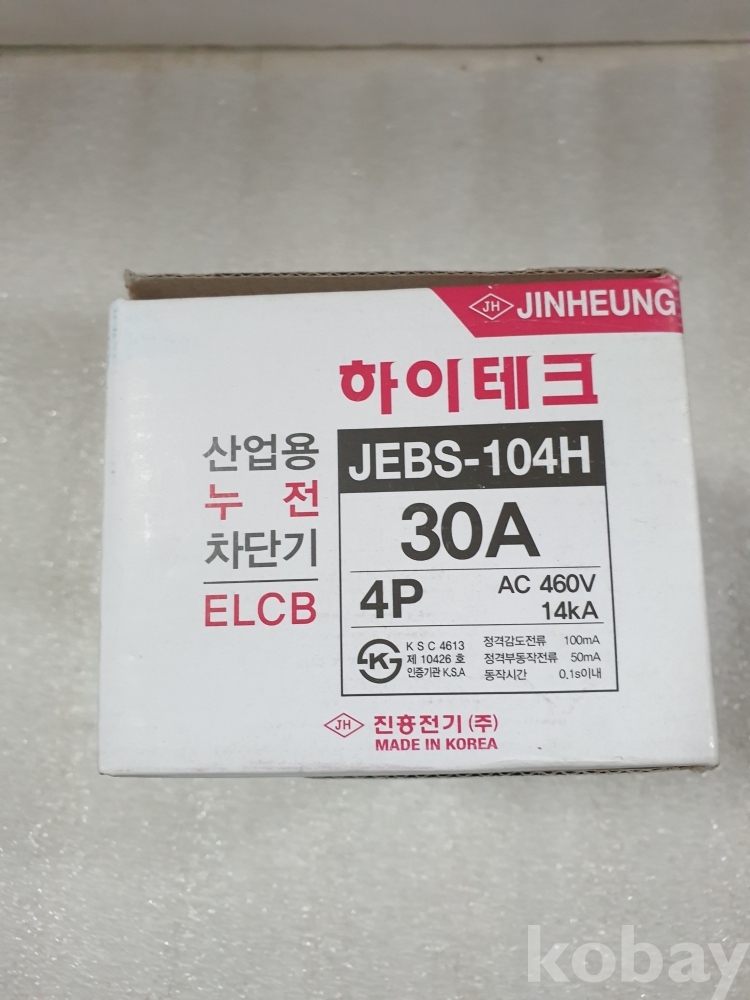 JH JINHEUNG
하이테크
산업용
누 전
차단기
ELCB
JEBS-104H
30A
4P
AC 460V
14kA
K S C 4613
제 10426 호
인증기관 K.S.A
정격감도전류 100mA
정격부동작전류 50mA
동작시간 0.1s이내
JH 진흥전기(주)
MADE IN KOREA
kobay